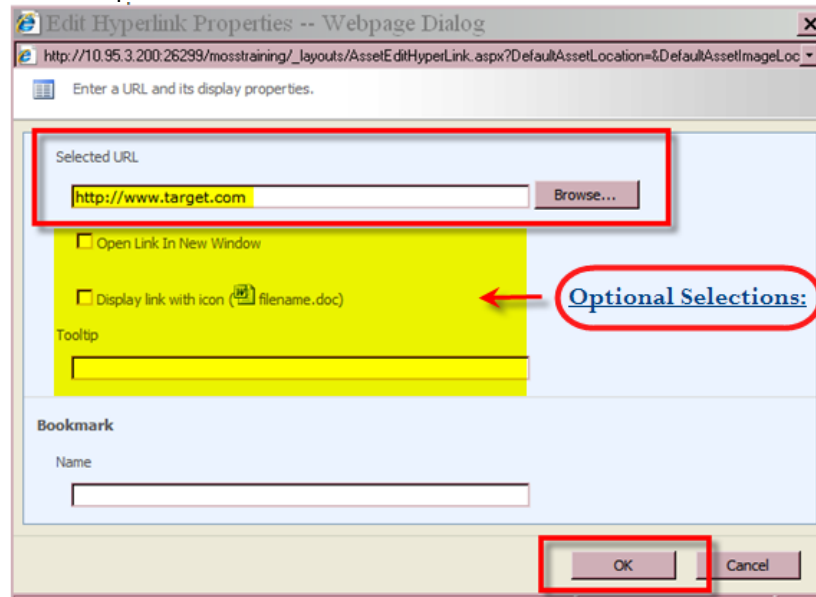 Edit Hyperlink Properties -- Webpage Dialog
http://10.95.3.200:26299/mosstraining/_layouts/AssetEditHyperLink.aspx?DefaultAssetLocation=&DefaultAssetImageLoc
Enter a URL and its display properties.
Selected URL
http://www.target.com
Browse...
Open Link In New Window
Display link with icon ( filename.doc)
Optional Selections:
Tooltip
Bookmark
Name
OK
Cancel